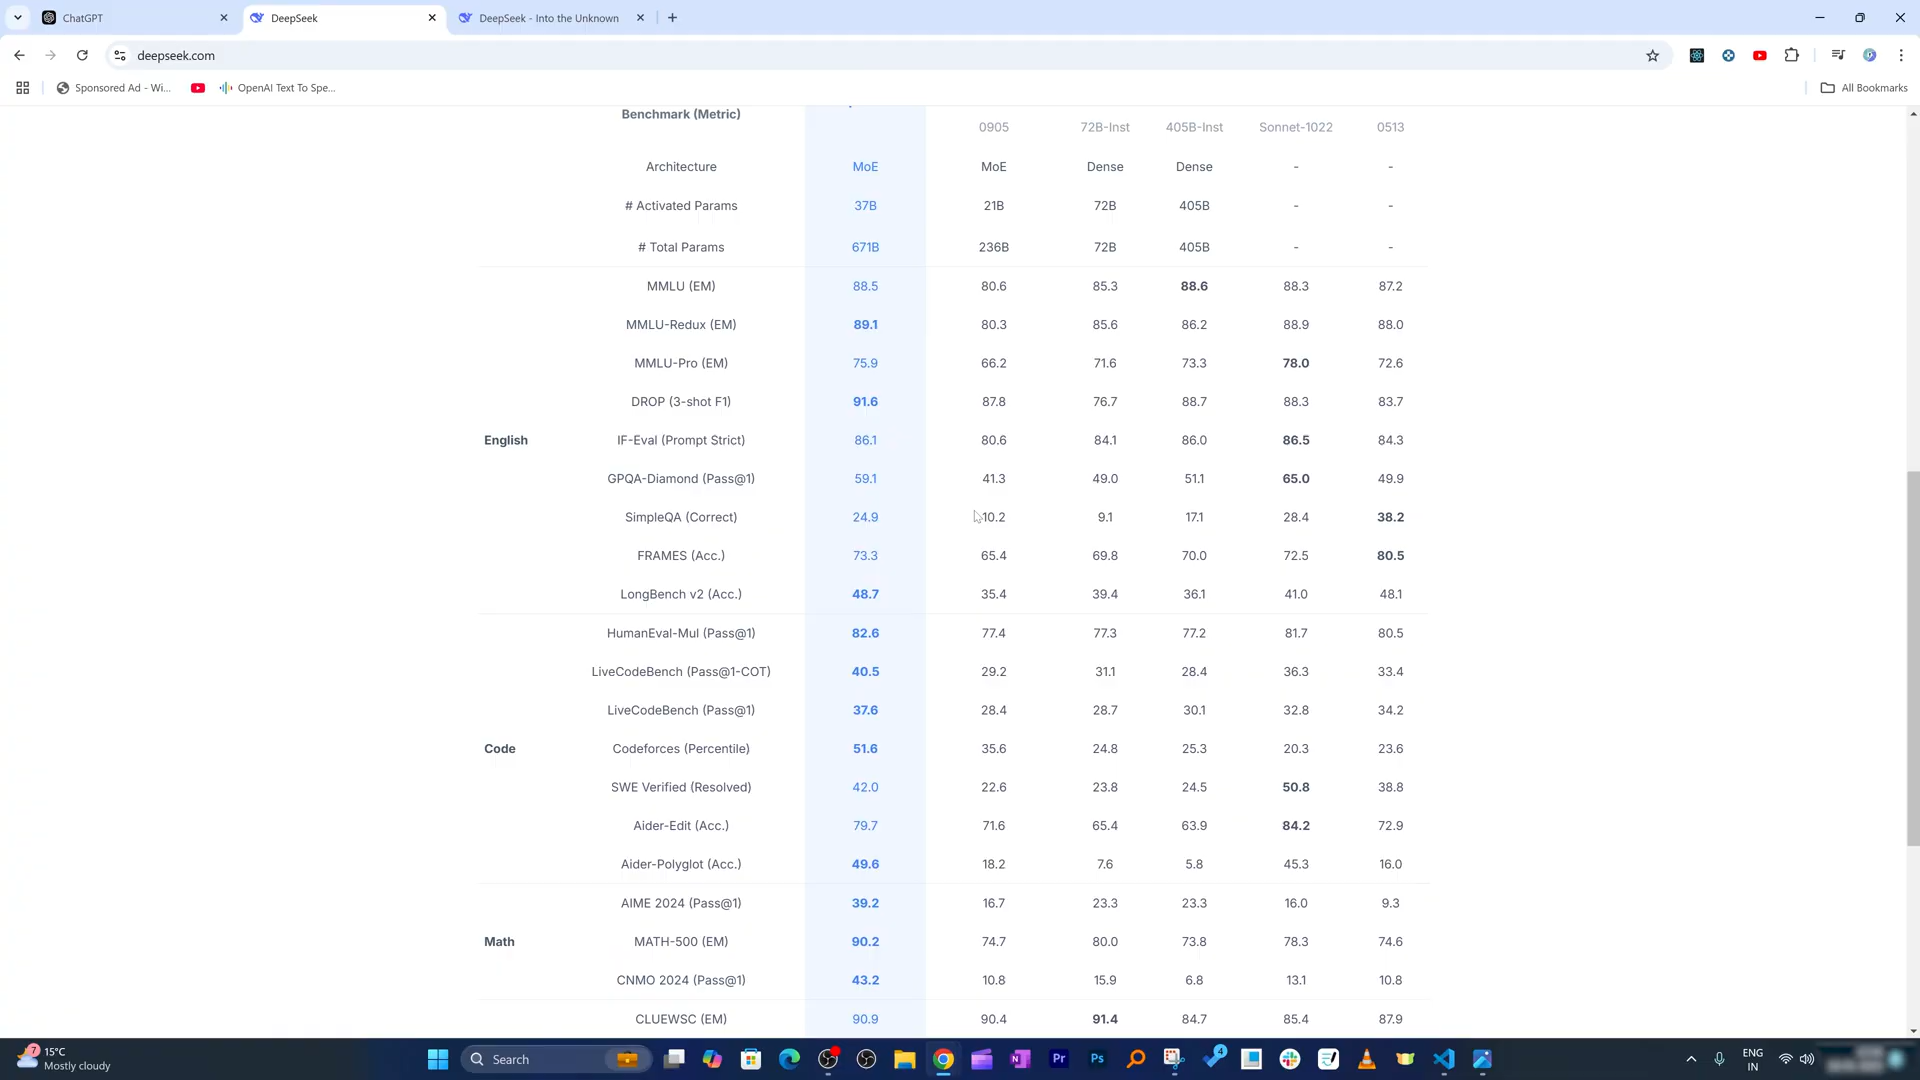 ChatGPT
DeepSeek
DeepSeek - Into the Unknown
deepseek.com
Sponsored Ad - Wi...
OpenAI Text To Spe...
All Bookmarks
Benchmark (Metric) 0905 72B-Inst 405B-Inst Sonnet-1022 0513
Architecture MoE MoE Dense Dense - -
# Activated Params 37B 21B 72B 405B - -
# Total Params 671B 236B 72B 405B - -
MMLU (EM) 88.5 80.6 85.3 88.6 88.3 87.2
MMLU-Redux (EM) 89.1 80.3 85.6 86.2 88.9 88.0
MMLU-Pro (EM) 75.9 66.2 71.6 73.3 78.0 72.6
DROP (3-shot F1) 91.6 87.8 76.7 88.7 88.3 83.7
English IF-Eval (Prompt Strict) 86.1 80.6 84.1 86.0 86.5 84.3
GPQA-Diamond (Pass@1) 59.1 41.3 49.0 51.1 65.0 49.9
SimpleQA (Correct) 24.9 10.2 9.1 17.1 28.4 38.2
FRAMES (Acc.) 73.3 65.4 69.8 70.0 72.5 80.5
LongBench v2 (Acc.) 48.7 35.4 39.4 36.1 41.0 48.1
HumanEval-Mul (Pass@1) 82.6 77.4 77.3 77.2 81.7 80.5
LiveCodeBench (Pass@1-COT) 40.5 29.2 31.1 28.4 36.3 33.4
LiveCodeBench (Pass@1) 37.6 28.4 28.7 30.1 32.8 34.2
Code Codeforces (Percentile) 51.6 35.6 24.8 25.3 20.3 23.6
SWE Verified (Resolved) 42.0 22.6 23.8 24.5 50.8 38.8
Aider-Edit (Acc.) 79.7 71.6 65.4 63.9 84.2 72.9
Aider-Polyglot (Acc.) 49.6 18.2 7.6 5.8 45.3 16.0
AIME 2024 (Pass@1) 39.2 16.7 23.3 23.3 16.0 9.3
Math MATH-500 (EM) 90.2 74.7 80.0 73.8 78.3 74.6
CNMO 2024 (Pass@1) 43.2 10.8 15.9 6.8 13.1 10.8
CLUEWSC (EM) 90.9 90.4 91.4 84.7 85.4 87.9
7
15°C
Mostly cloudy
Search
N
Pr
Ps
4
ENG
IN